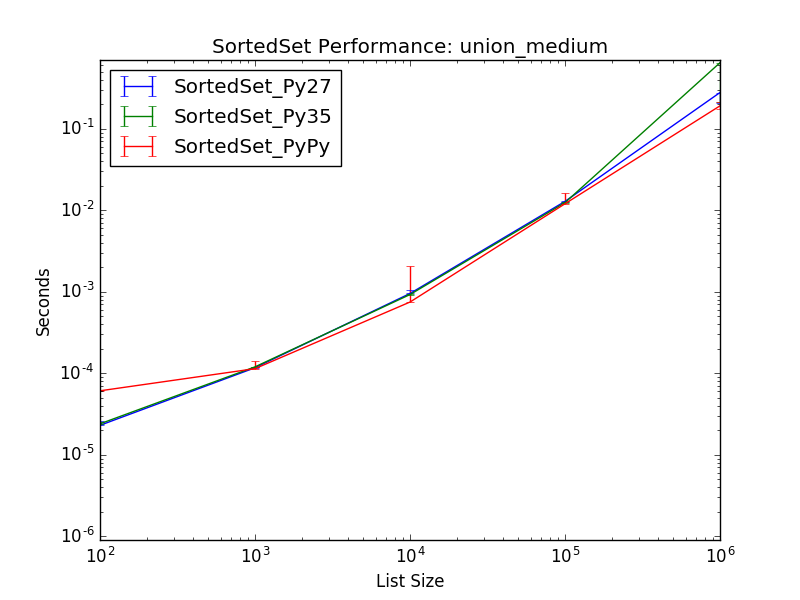 SortedSet Performance: union_medium
SortedSet_Py27
SortedSet_Py35
SortedSet_PyPy
Seconds
10^-1
10^-2
10^-3
10^-4
10^-5
10^-6
10^2 10^3 10^4 10^5 10^6
List Size